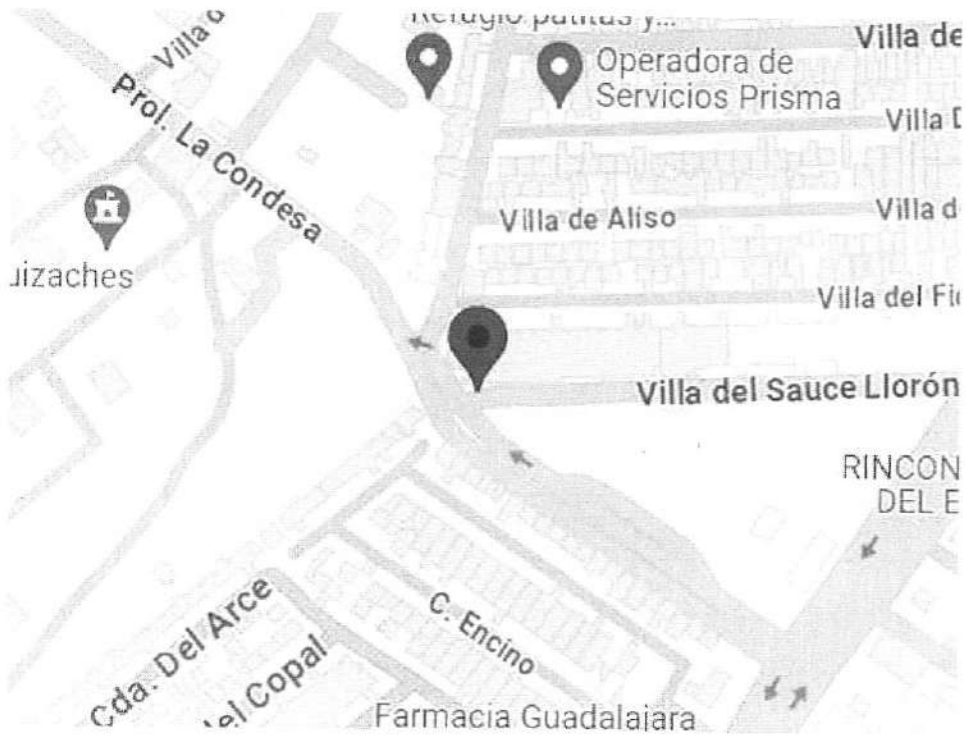 Refugio patitas y...
Villa d
Villa de
Operadora de
Servicios Prisma
Prol. La Condesa
Villa D
Villa de Aliso
Villa d
uizaches
Villa del Fi
Villa del Sauce Llorón
RINCON
DEL E
Cda. Del Arce
C. Encino
del Copal
Farmacia Guadalajara